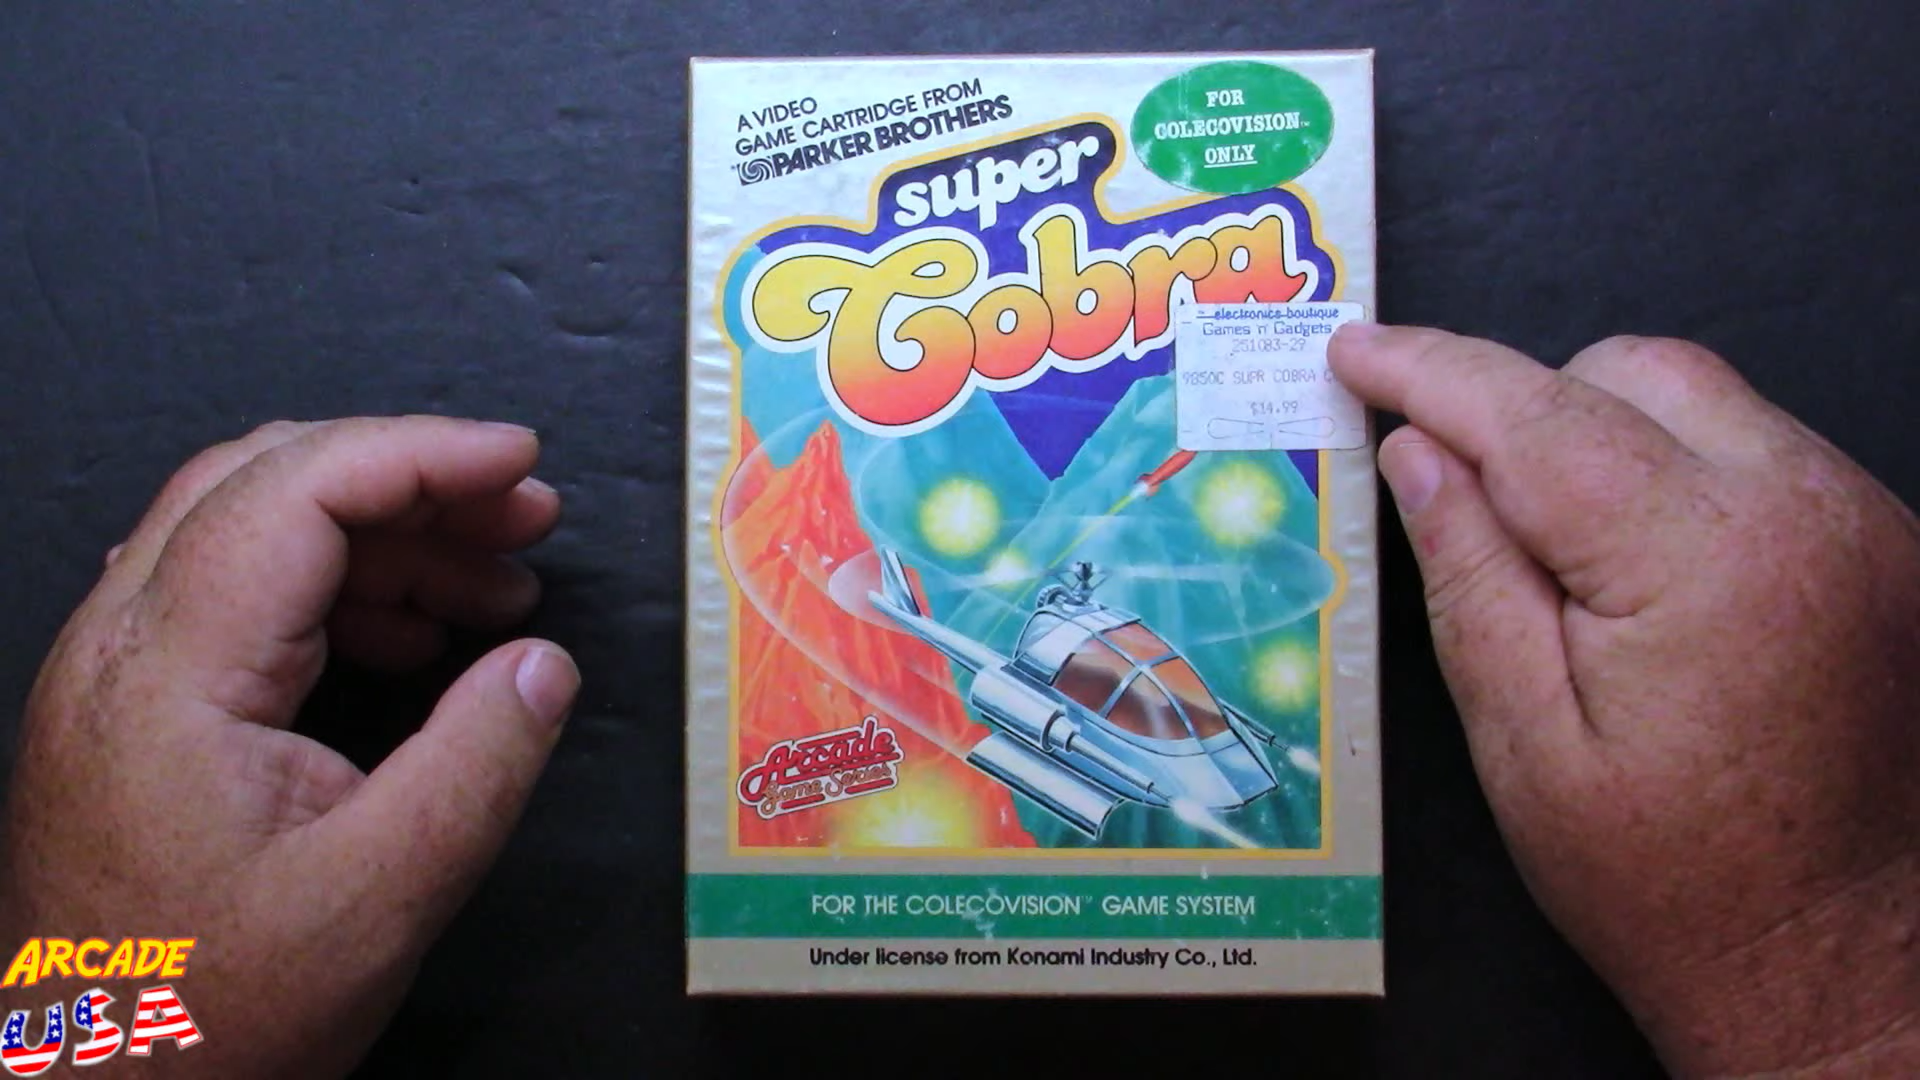 A VIDEO
GAME CARTRIDGE FROM
PARKER BROTHERS
FOR
COLECOVISION™
ONLY
super
Cobra
electronics boutique
Games 'n' Gadgets
251083-29
9850C SUPR COBRA
$14.99
Arcade
Game Series
FOR THE COLECOVISION™ GAME SYSTEM
Under license from Konami Industry Co., Ltd.
ARCADE
USA